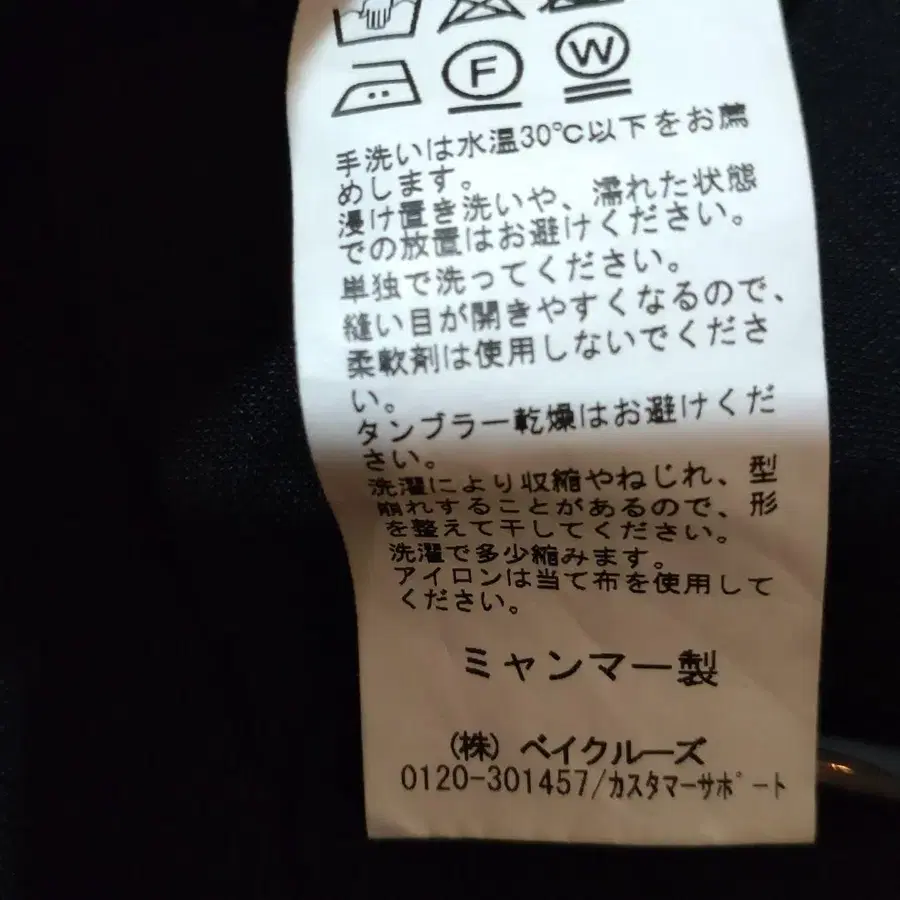 F W
手洗いは水温30℃以下をお薦
めします。
浸け置き洗いや、濡れた状態
での放置はお避けください。
単独で洗ってください。
縫い目が開きやすくなるので、
柔軟剤は使用しないでくださ
い。
タンブラー乾燥はお避けくだ
さい。
洗濯により収縮やねじれ、型
崩れすることがあるので、形
を整えて干してください。
洗濯で多少縮みます。
アイロンは当て布を使用して
ください。
ミャンマー製
(株) ベイクルーズ
0120-301457/カスタマーサポート